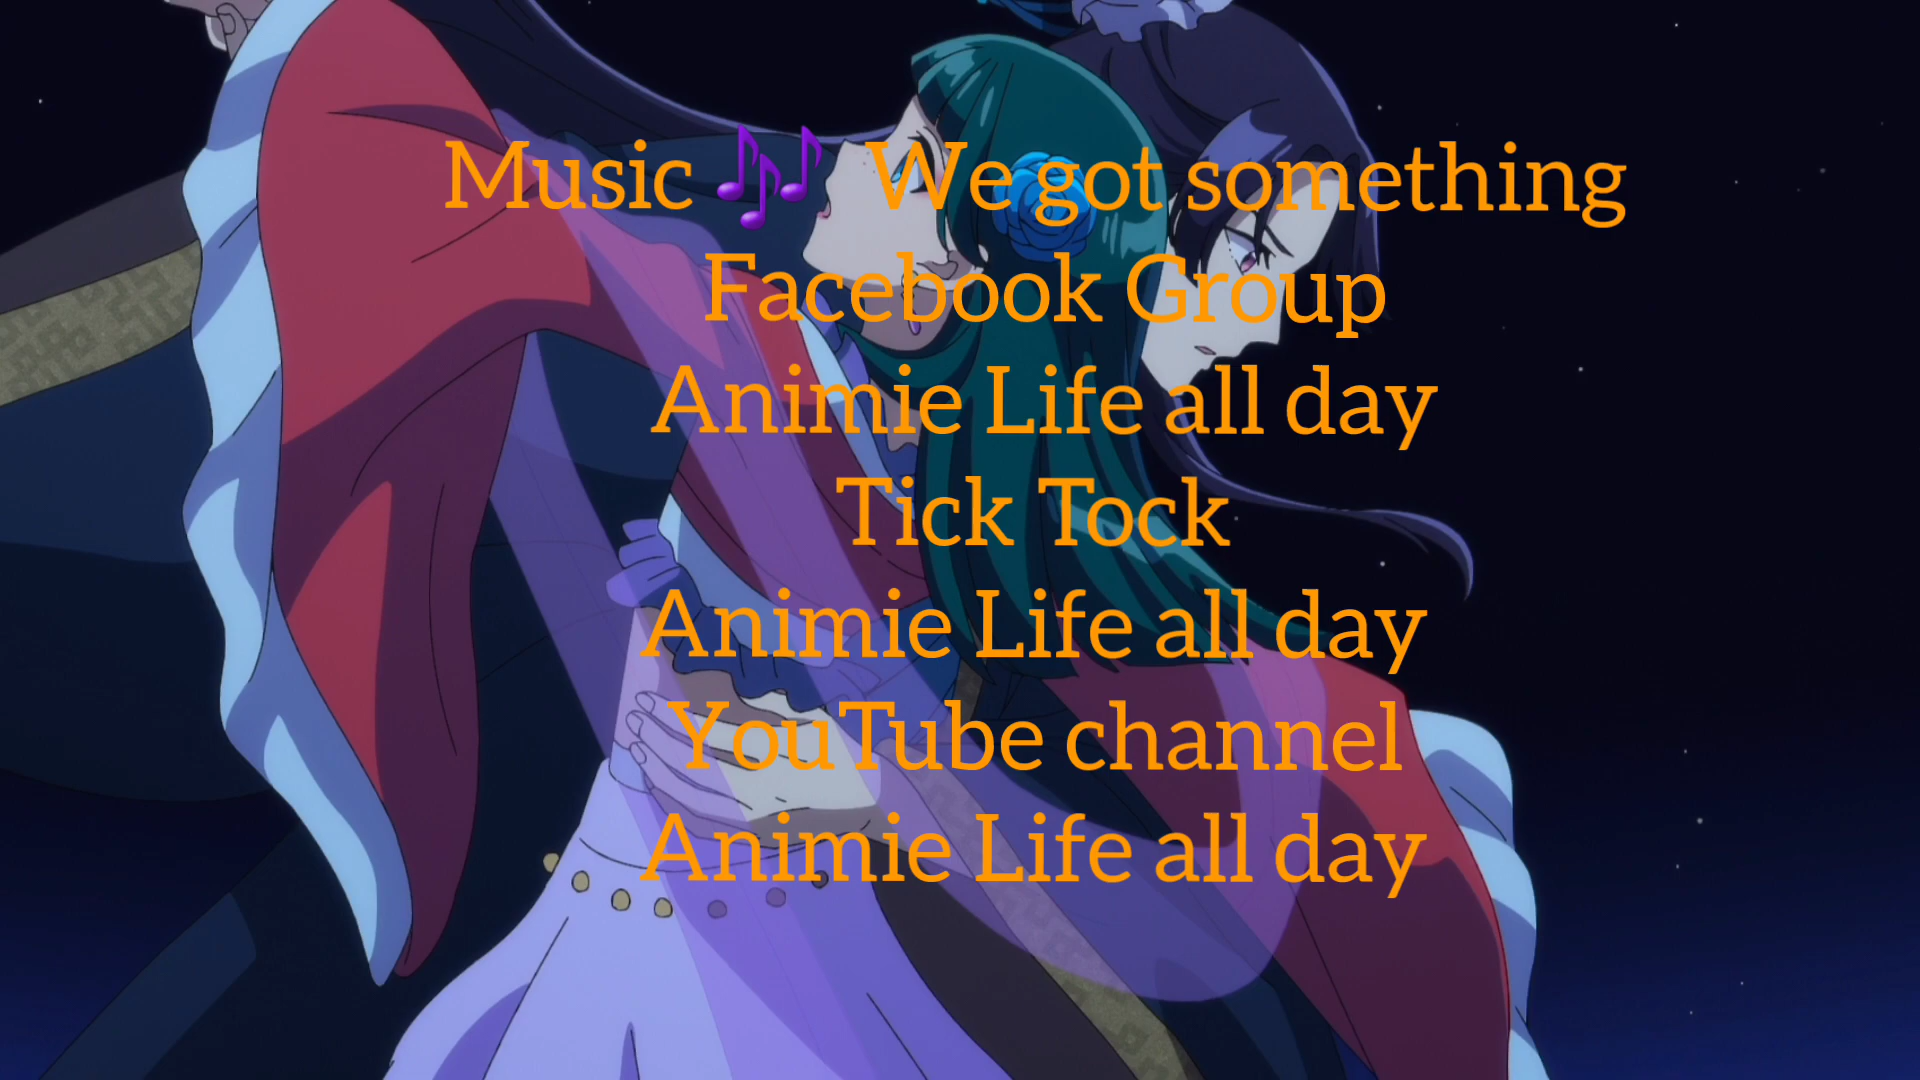 Music 🎶 We got something
Facebook Group
Animie Life all day
Tick Tock
Animie Life all day
YouTube channel
Animie Life all day